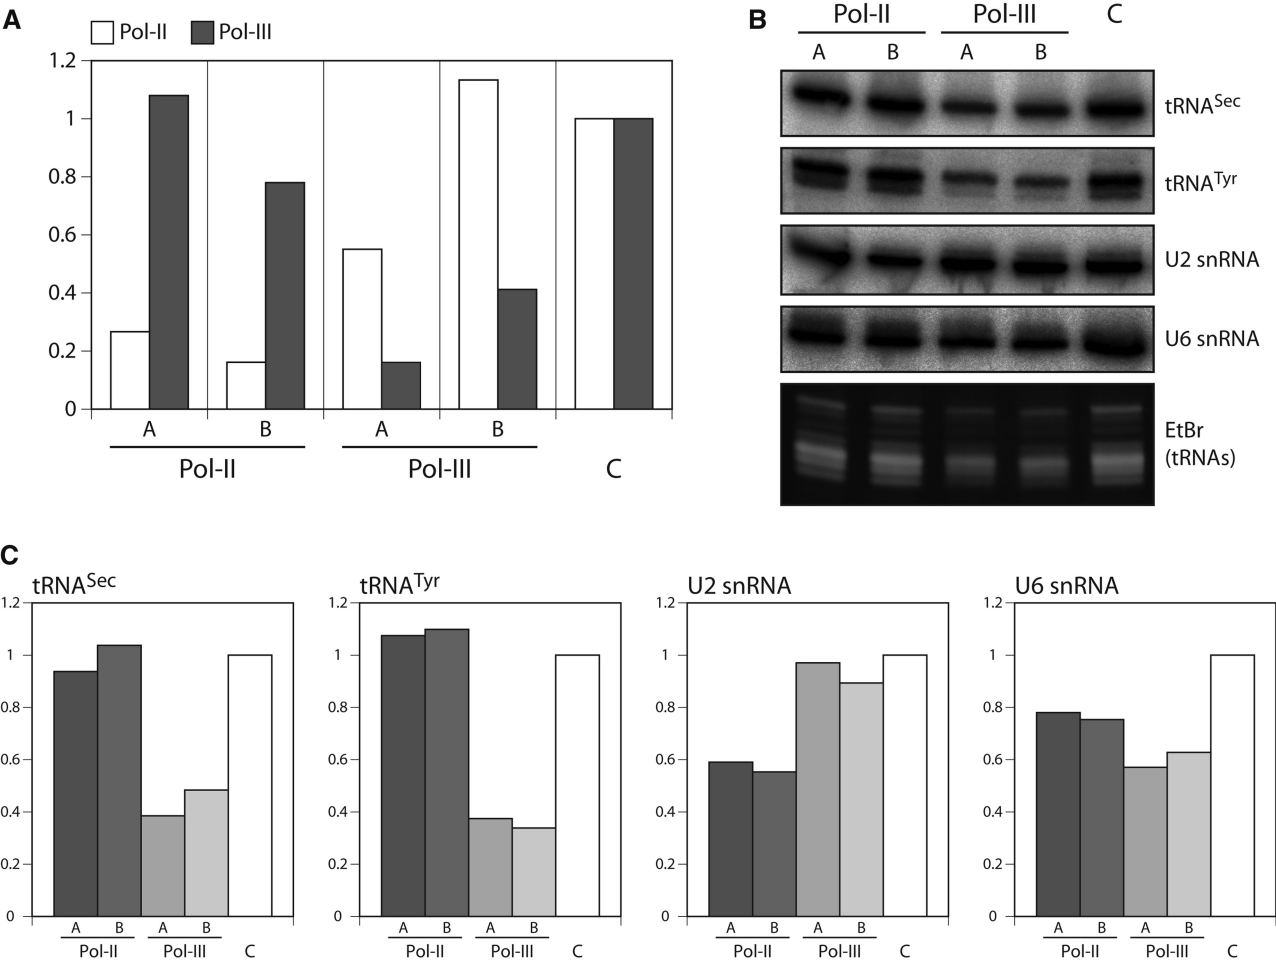 A
Pol-II Pol-III
1.2
1
0.8
0.6
0.4
0.2
0
A B A B
Pol-II Pol-III C
B
Pol-II Pol-III C
A B A B
tRNASec
tRNATyr
U2 snRNA
U6 snRNA
EtBr
(tRNAs)
C
tRNASec
1.2
1
0.8
0.6
0.4
0.2
0
A B A B
Pol-II Pol-III C
tRNATyr
1.2
1
0.8
0.6
0.4
0.2
0
A B A B
Pol-II Pol-III C
U2 snRNA
1.2
1
0.8
0.6
0.4
0.2
0
A B A B
Pol-II Pol-III C
U6 snRNA
1.2
1
0.8
0.6
0.4
0.2
0
A B A B
Pol-II Pol-III C